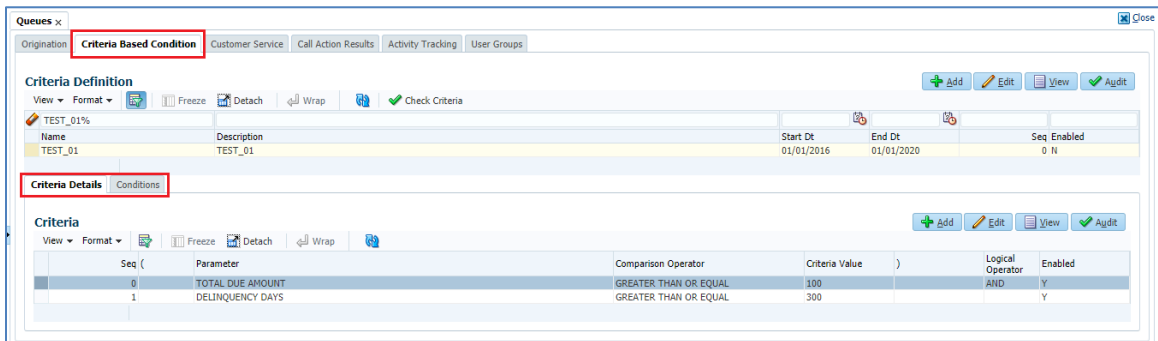 Queues × Close
Origination Criteria Based Condition Customer Service Call Action Results Activity Tracking User Groups
Criteria Definition Add Edit View Audit
View Format Freeze Detach Wrap Check Criteria
TEST_01%
Name Description Start Dt End Dt Seq Enabled
TEST_01 TEST_01 01/01/2016 01/01/2020 0 N
Criteria Details Conditions
Criteria Add Edit View Audit
View Format Freeze Detach Wrap
Seq ( Parameter Comparison Operator Criteria Value ) Logical Operator Enabled
0 TOTAL DUE AMOUNT GREATER THAN OR EQUAL 100 AND Y
1 DELINQUENCY DAYS GREATER THAN OR EQUAL 300 Y